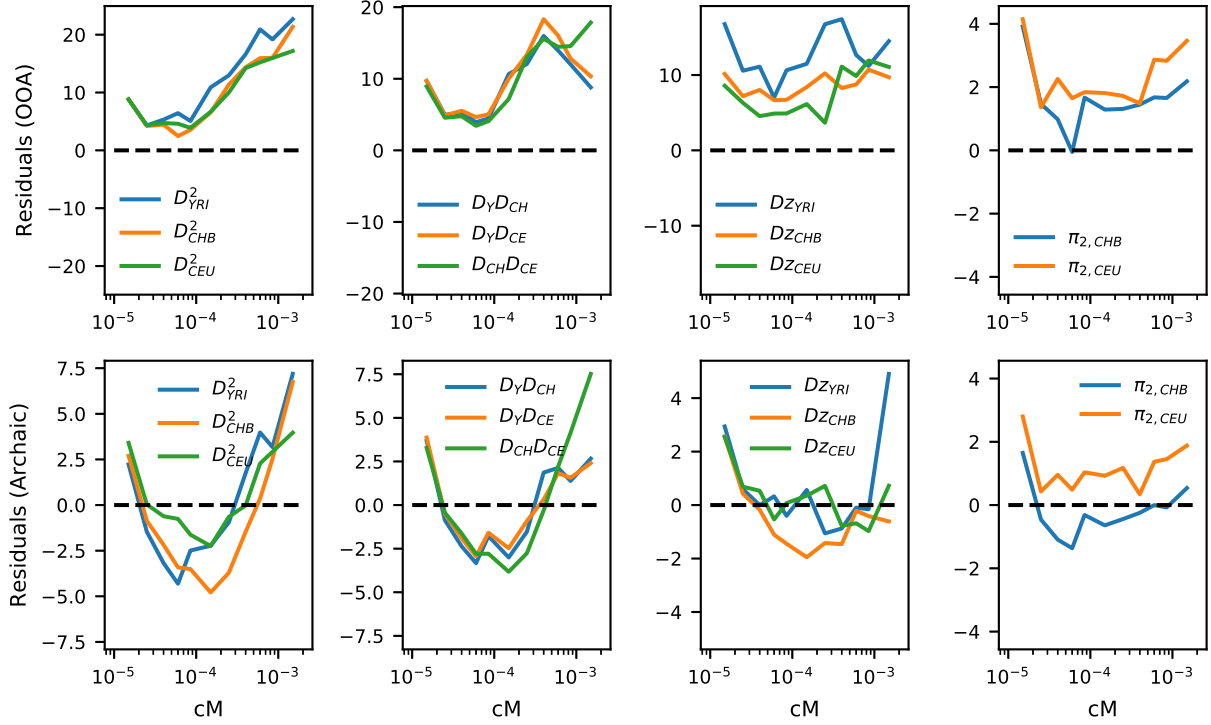 Residuals (OOA)
20
10
0
−10
−20
D²_YRI
D²_CHB
D²_CEU
10⁻⁵ 10⁻⁴ 10⁻³
20
10
0
−10
−20
D_Y D_CH
D_Y D_CE
D_CH D_CE
10⁻⁵ 10⁻⁴ 10⁻³
10
0
−10
Dz_YRI
Dz_CHB
Dz_CEU
10⁻⁵ 10⁻⁴ 10⁻³
4
2
0
−2
−4
π_2,CHB
π_2,CEU
10⁻⁵ 10⁻⁴ 10⁻³
Residuals (Archaic)
7.5
5.0
2.5
0.0
−2.5
−5.0
−7.5
D²_YRI
D²_CHB
D²_CEU
10⁻⁵ 10⁻⁴ 10⁻³
cM
7.5
5.0
2.5
0.0
−2.5
−5.0
−7.5
D_Y D_CH
D_Y D_CE
D_CH D_CE
10⁻⁵ 10⁻⁴ 10⁻³
cM
4
2
0
−2
−4
Dz_YRI
Dz_CHB
Dz_CEU
10⁻⁵ 10⁻⁴ 10⁻³
cM
4
2
0
−2
−4
π_2,CHB
π_2,CEU
10⁻⁵ 10⁻⁴ 10⁻³
cM